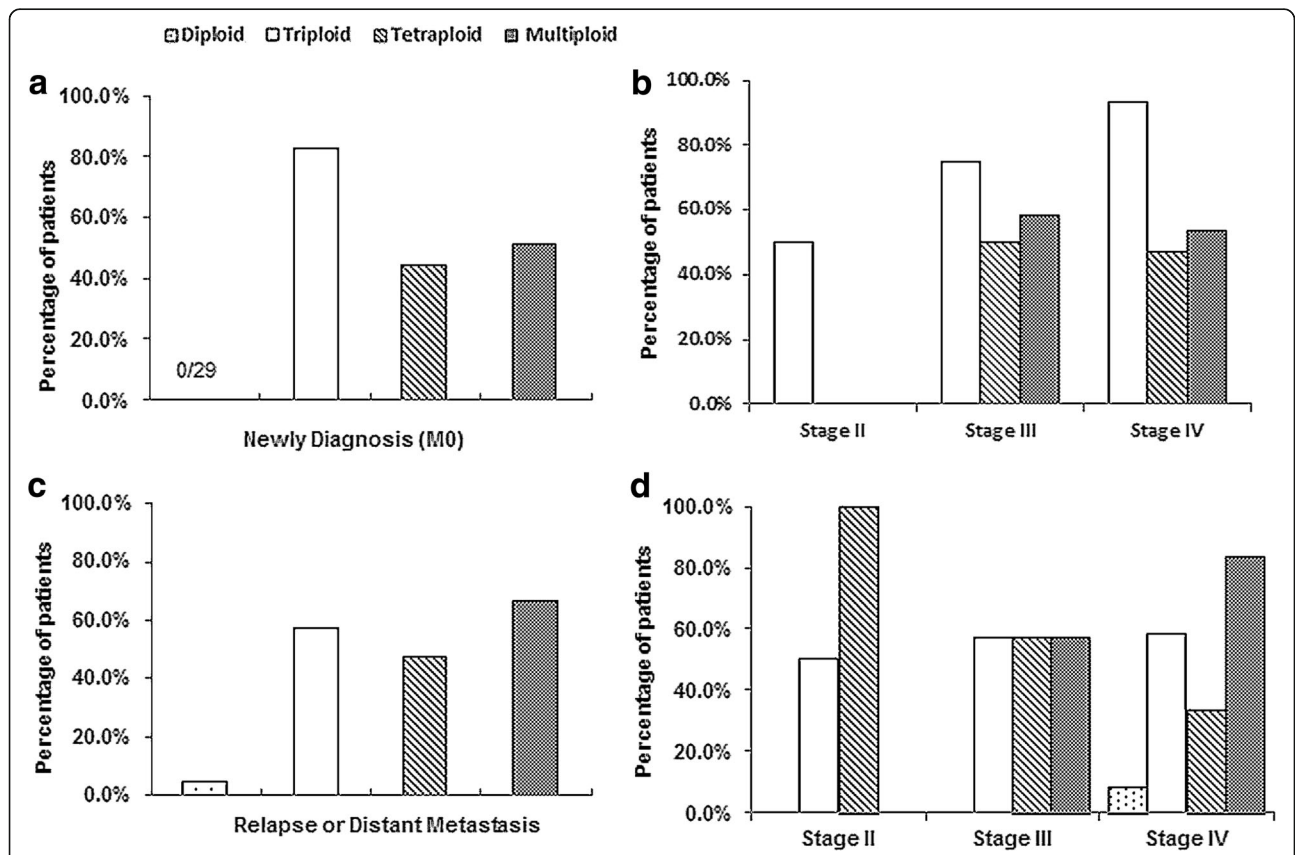 Diploid Triploid Tetraploid Multiploid
a
100.0%
80.0%
60.0%
40.0%
20.0%
0.0%
Percentage of patients
0/29
Newly Diagnosis (M0)
b
100.0%
80.0%
60.0%
40.0%
20.0%
0.0%
Percentage of patients
Stage II Stage III Stage IV
c
100.0%
80.0%
60.0%
40.0%
20.0%
0.0%
Percentage of patients
Relapse or Distant Metastasis
d
100.0%
80.0%
60.0%
40.0%
20.0%
0.0%
Percentage of patients
Stage II Stage III Stage IV